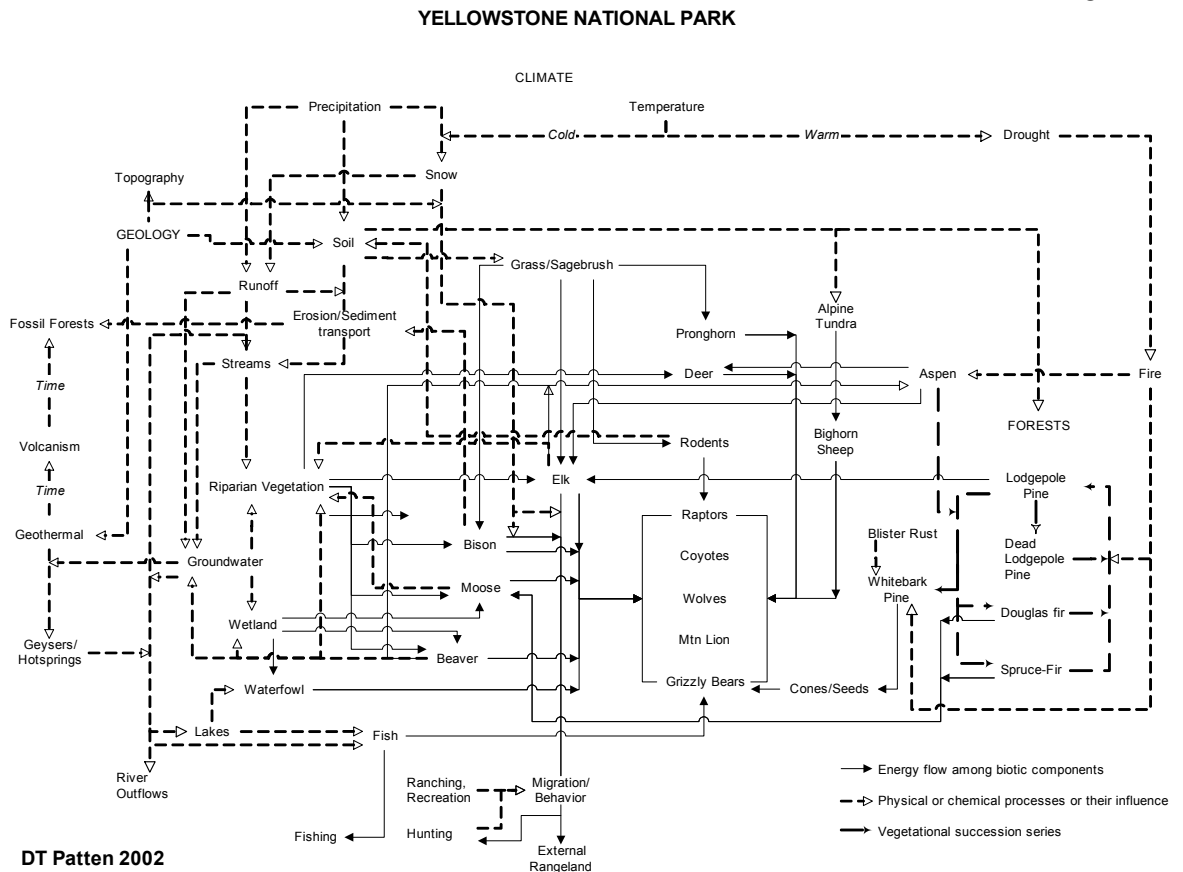 YELLOWSTONE NATIONAL PARK
CLIMATE
Precipitation
Temperature
Cold
Warm
Drought
Topography
Snow
GEOLOGY
Soil
Grass/Sagebrush
Runoff
Alpine
Tundra
Fossil Forests
Erosion/Sediment
transport
Pronghorn
Streams
Deer
Aspen
Fire
Time
FORESTS
Volcanism
Rodents
Bighorn
Sheep
Time
Riparian Vegetation
Elk
Lodgepole
Pine
Raptors
Geothermal
Bison
Coyotes
Blister Rust
Dead
Lodgepole
Pine
Groundwater
Moose
Wolves
Whitebark
Pine
Wetland
Douglas fir
Geysers/
Hotsprings
Mtn Lion
Beaver
Spruce-Fir
Waterfowl
Grizzly Bears
Cones/Seeds
Lakes
Fish
River
Outflows
Ranching,
Recreation
Migration/
Behavior
Energy flow among biotic components
Physical or chemical processes or their influence
Fishing
Hunting
Vegetational succession series
External
Rangeland
DT Patten 2002